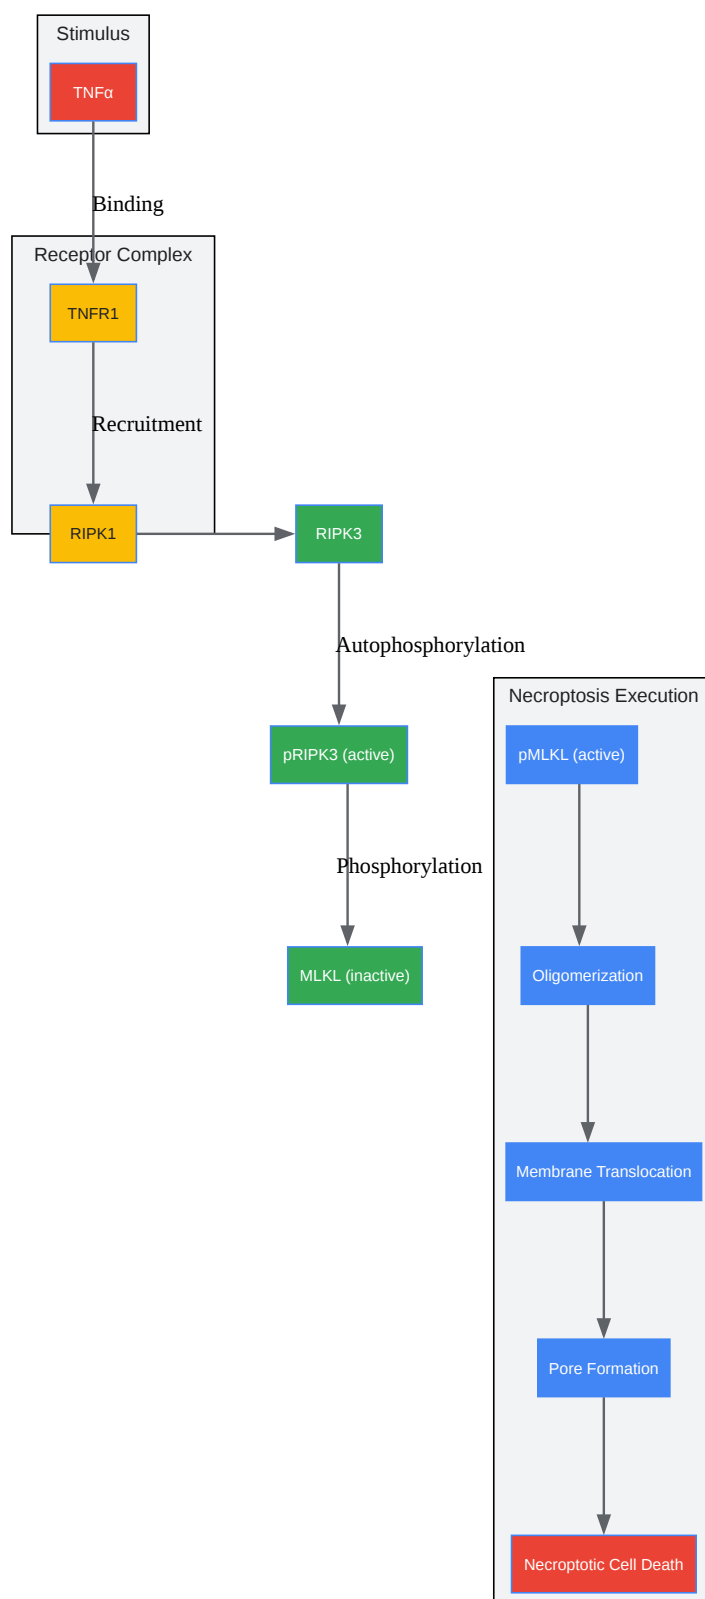 Stimulus
TNFα
Binding
Receptor Complex
TNFR1
Recruitment
RIPK1
RIPK3
Autophosphorylation
Necroptosis Execution
pRIPK3 (active)
pMLKL (active)
Phosphorylation
MLKL (inactive)
Oligomerization
Membrane Translocation
Pore Formation
Necroptotic Cell Death